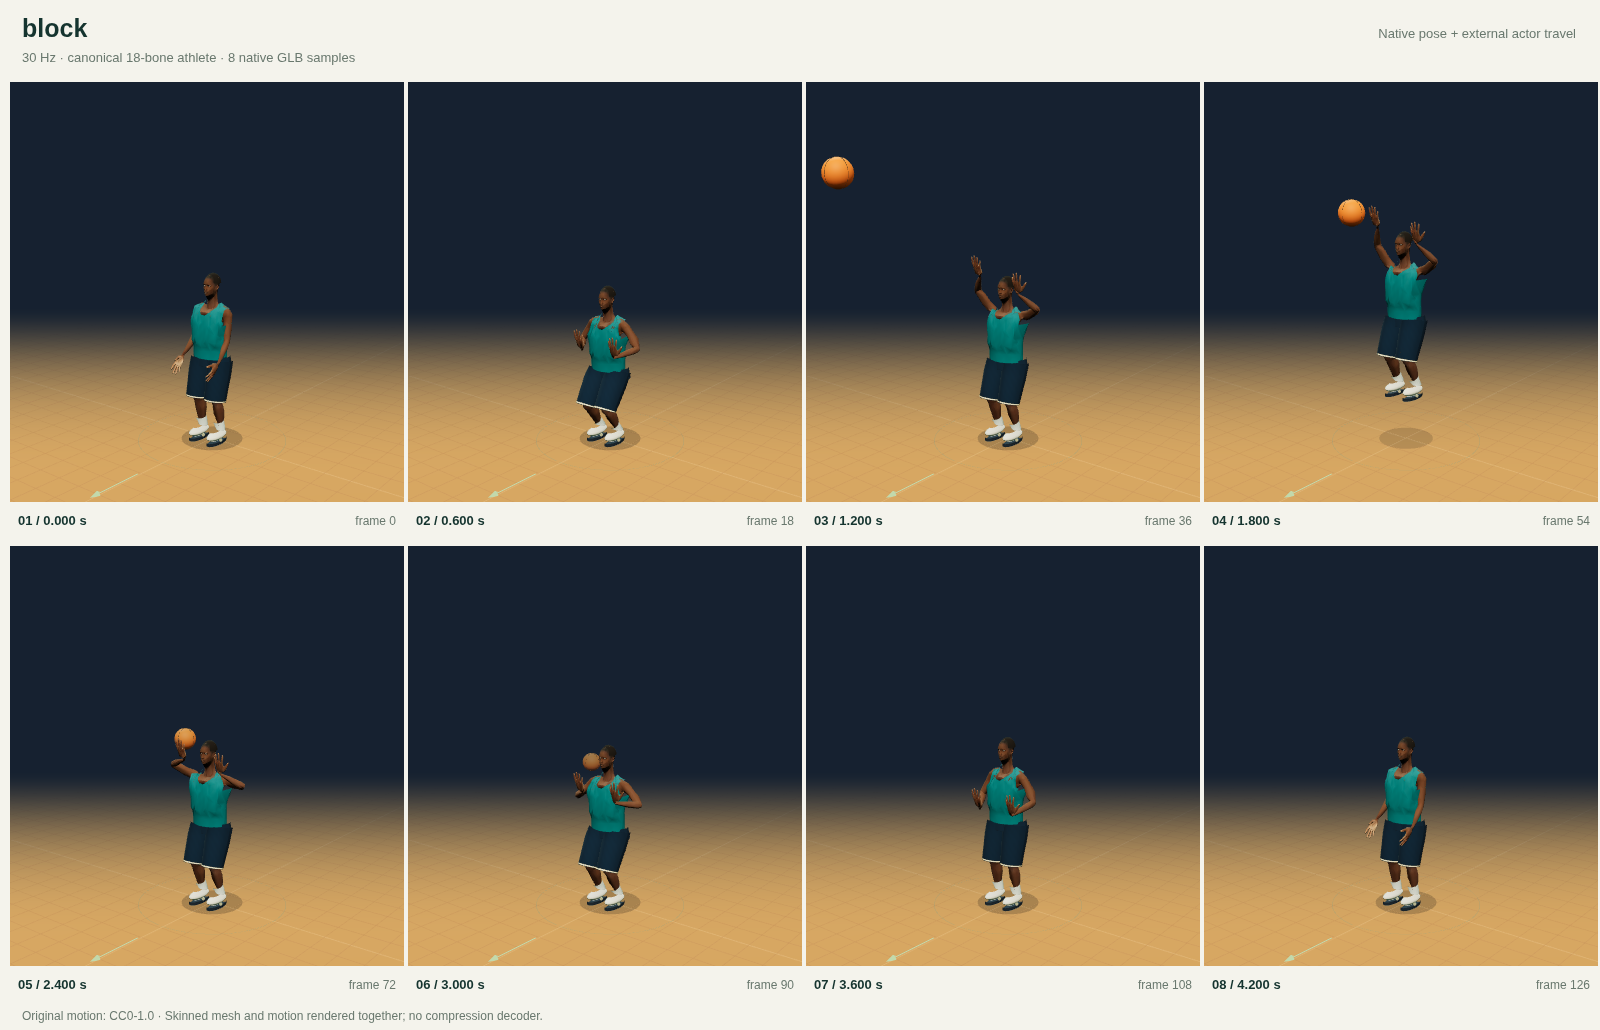 block
Native pose + external actor travel
30 Hz · canonical 18-bone athlete · 8 native GLB samples
01 / 0.000 s frame 0
02 / 0.600 s frame 18
03 / 1.200 s frame 36
04 / 1.800 s frame 54
05 / 2.400 s frame 72
06 / 3.000 s frame 90
07 / 3.600 s frame 108
08 / 4.200 s frame 126
Original motion: CC0-1.0 · Skinned mesh and motion rendered together; no compression decoder.